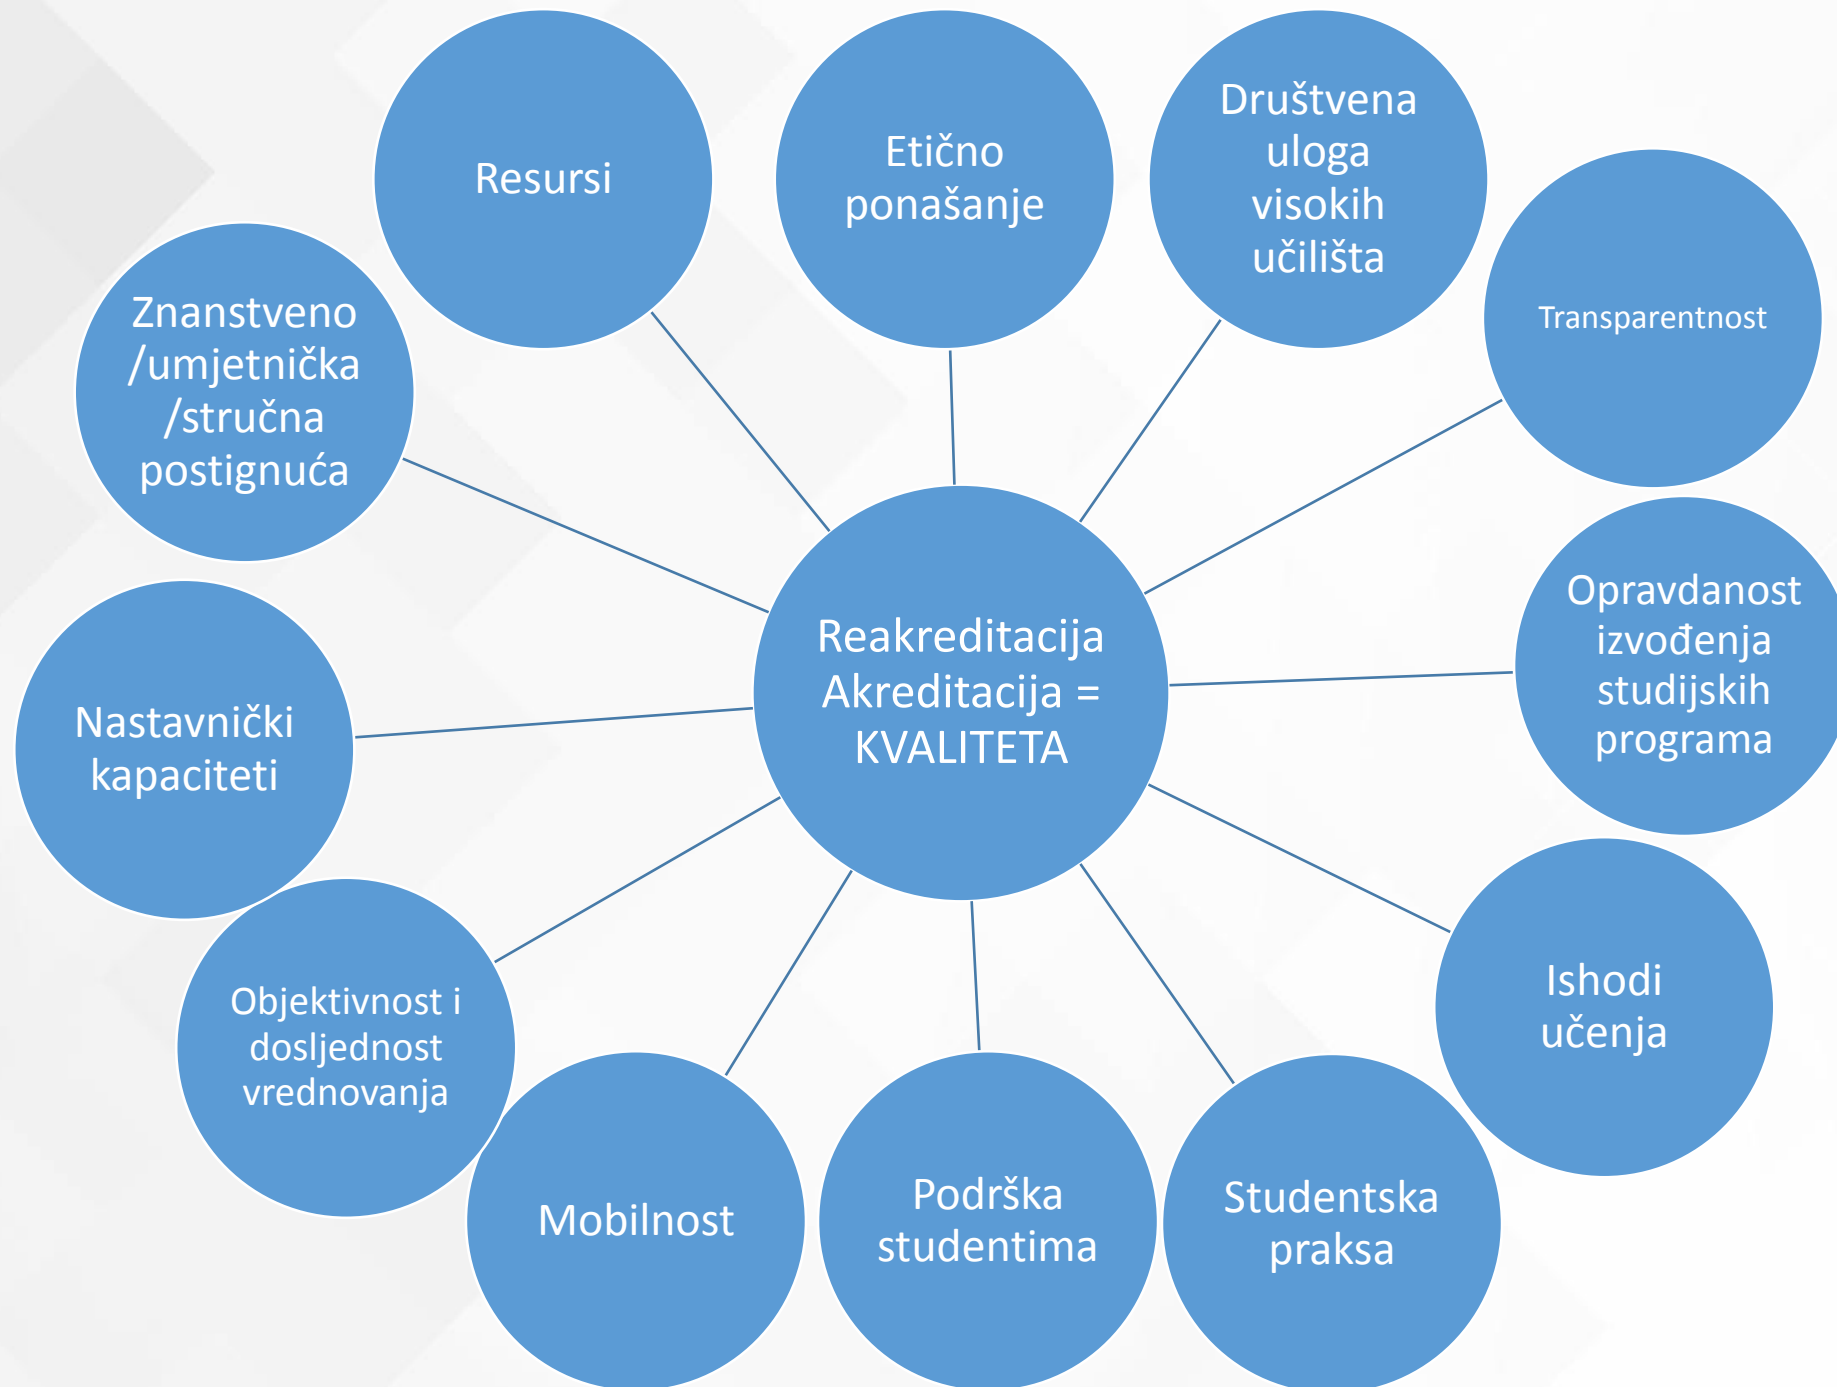 Resursi
Etično
ponašanje
Društvena
uloga
visokih
učilišta
Transparentnost
Znanstveno
/umjetnička
/stručna
postignuća
Opravdanost
izvođenja
studijskih
programa
Reakreditacija
Akreditacija =
KVALITETA
Nastavnički
kapaciteti
Ishodi
učenja
Objektivnost i
dosljednost
vrednovanja
Mobilnost
Podrška
studentima
Studentska
praksa